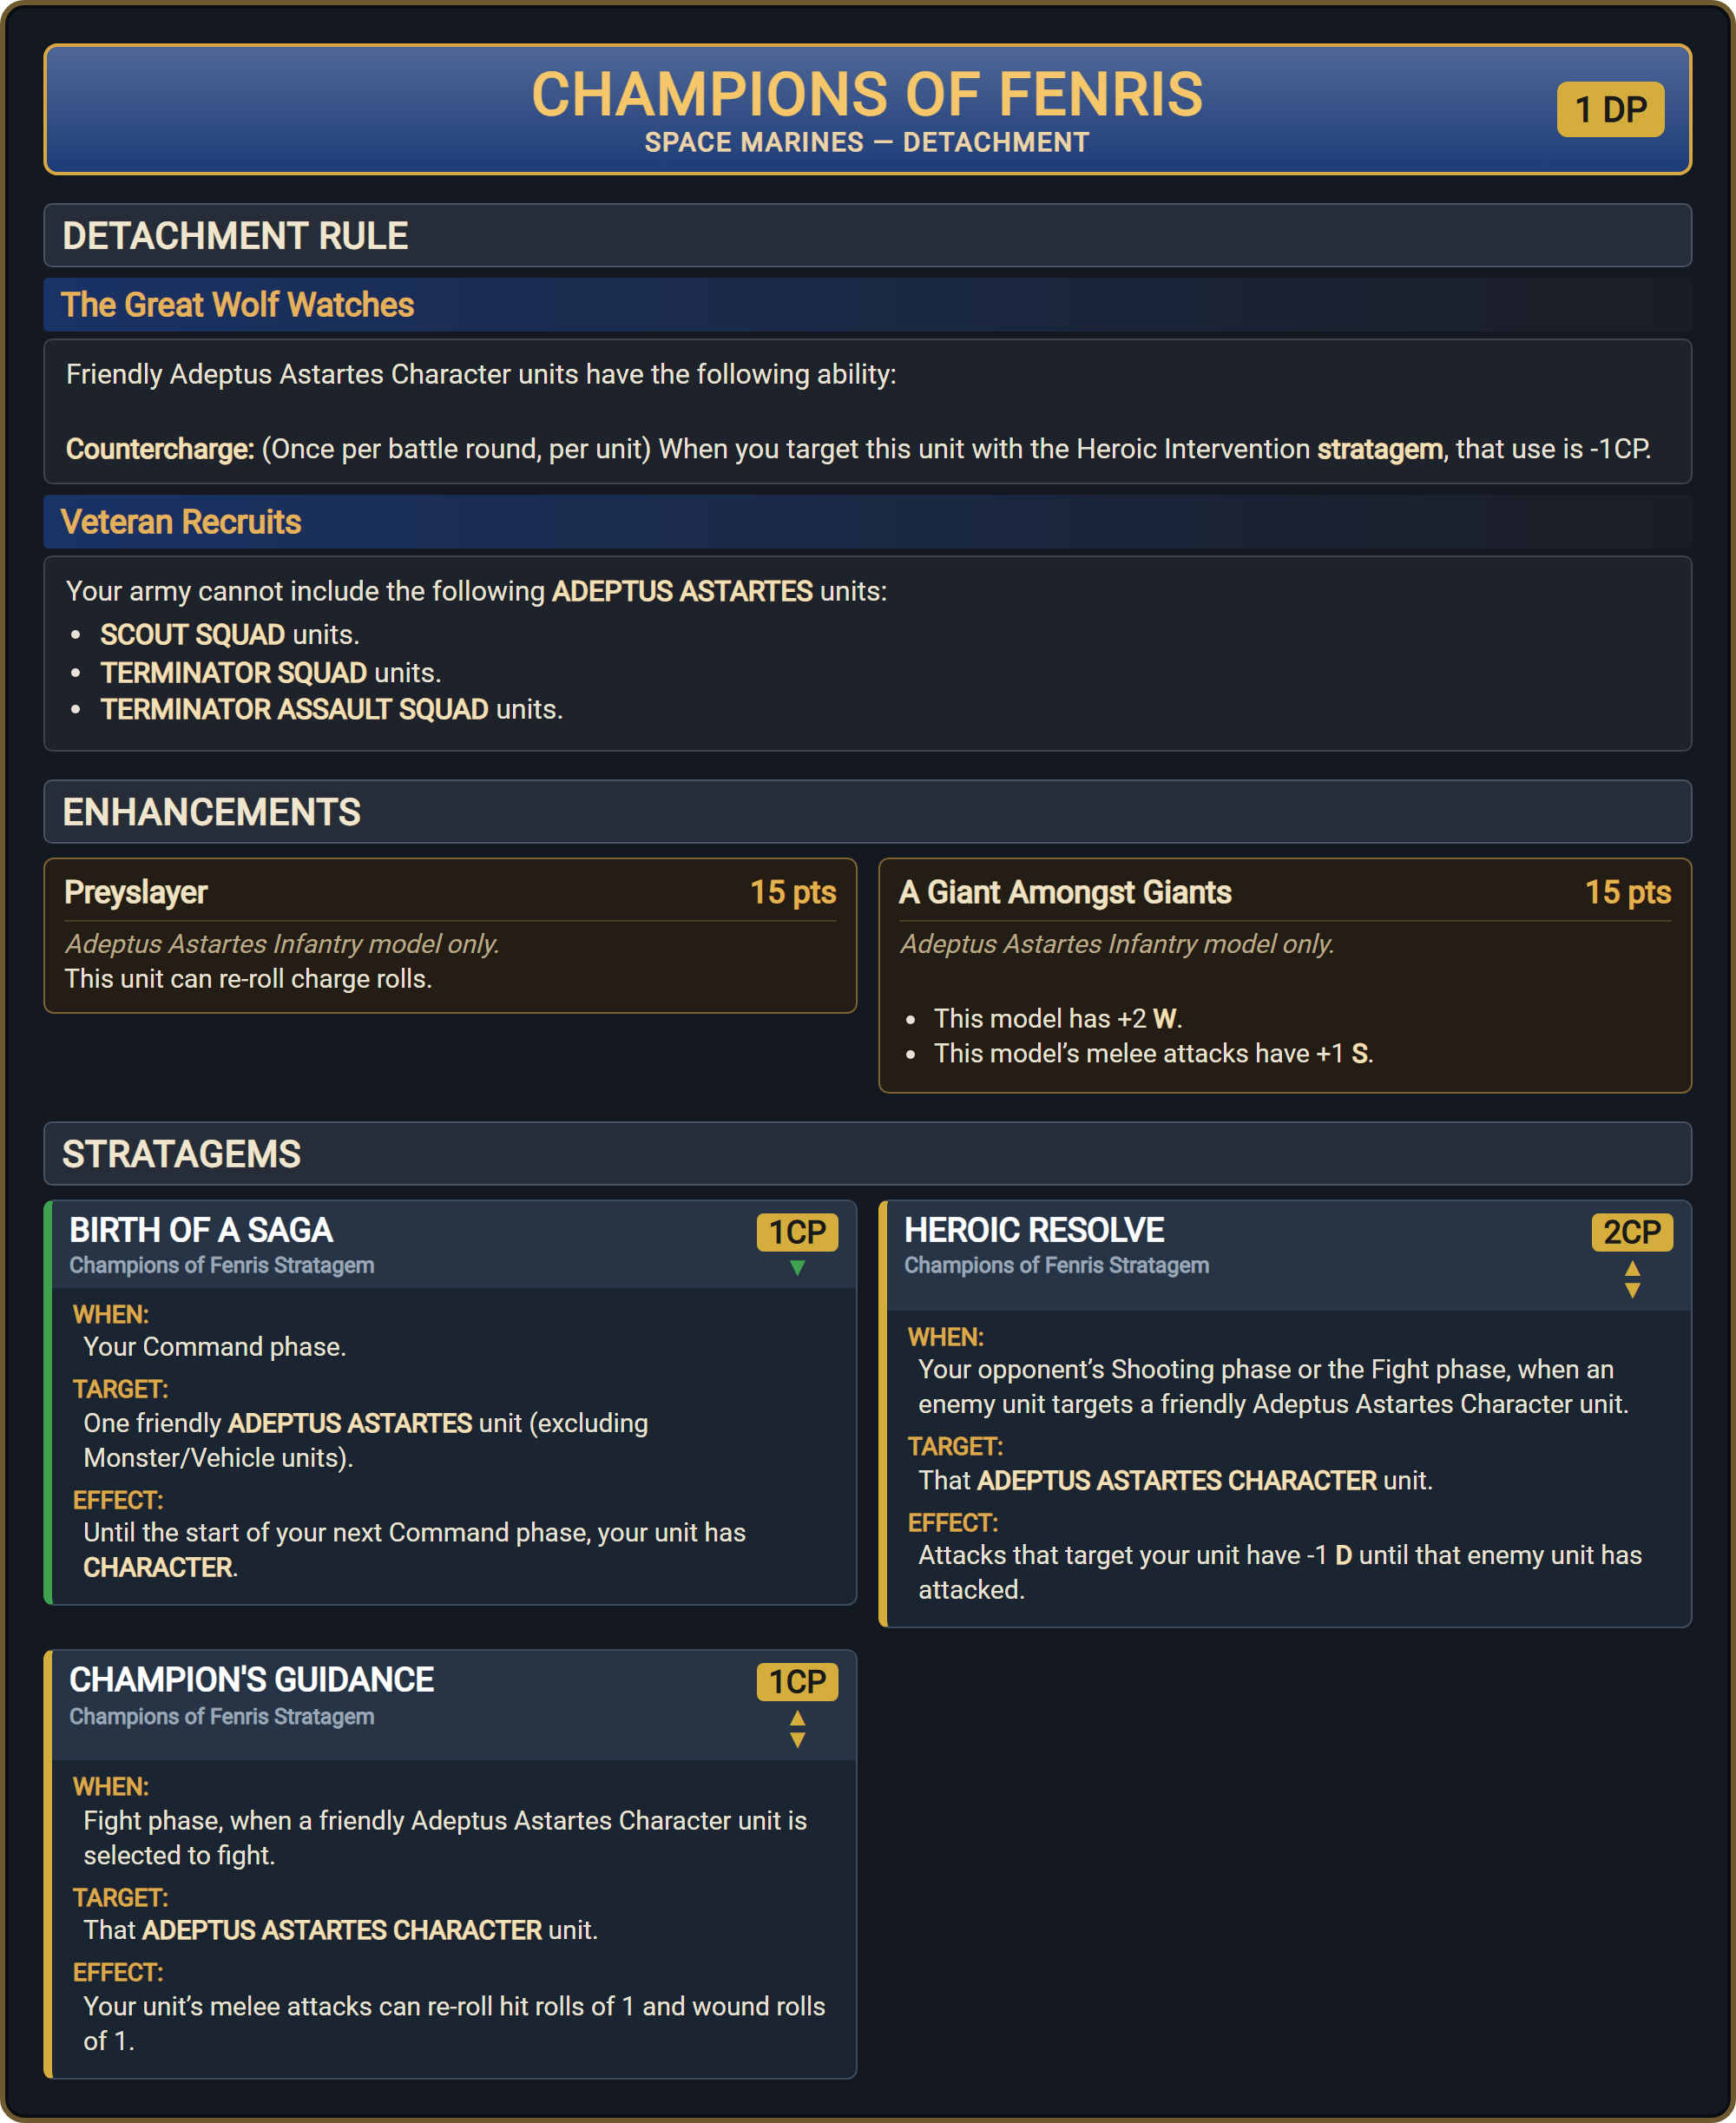 CHAMPIONS OF FENRIS
SPACE MARINES — DETACHMENT
1 DP
DETACHMENT RULE
The Great Wolf Watches
Friendly Adeptus Astartes Character units have the following ability:
Countercharge: (Once per battle round, per unit) When you target this unit with the Heroic Intervention stratagem, that use is -1CP.
Veteran Recruits
Your army cannot include the following ADEPTUS ASTARTES units:
• SCOUT SQUAD units.
• TERMINATOR SQUAD units.
• TERMINATOR ASSAULT SQUAD units.
ENHANCEMENTS
Preyslayer 15 pts
Adeptus Astartes Infantry model only.
This unit can re-roll charge rolls.
A Giant Amongst Giants 15 pts
Adeptus Astartes Infantry model only.
• This model has +2 W.
• This model’s melee attacks have +1 S.
STRATAGEMS
BIRTH OF A SAGA 1CP
Champions of Fenris Stratagem ▼
WHEN:
Your Command phase.
TARGET:
One friendly ADEPTUS ASTARTES unit (excluding
Monster/Vehicle units).
EFFECT:
Until the start of your next Command phase, your unit has
CHARACTER.
HEROIC RESOLVE 2CP
Champions of Fenris Stratagem ▲
▼
WHEN:
Your opponent’s Shooting phase or the Fight phase, when an
enemy unit targets a friendly Adeptus Astartes Character unit.
TARGET:
That ADEPTUS ASTARTES CHARACTER unit.
EFFECT:
Attacks that target your unit have -1 D until that enemy unit has
attacked.
CHAMPION'S GUIDANCE 1CP
Champions of Fenris Stratagem ▲
▼
WHEN:
Fight phase, when a friendly Adeptus Astartes Character unit is
selected to fight.
TARGET:
That ADEPTUS ASTARTES CHARACTER unit.
EFFECT:
Your unit’s melee attacks can re-roll hit rolls of 1 and wound rolls
of 1.